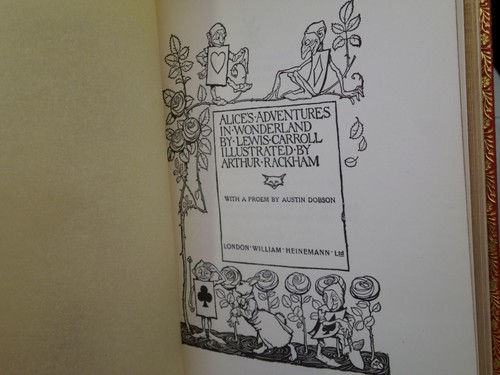 ALICE'S·ADVENTURES
IN·WONDERLAND
BY·LEWIS·CARROLL
ILLUSTRATED·BY
ARTHUR·RACKHAM
WITH A PROEM BY AUSTIN DOBSON
LONDON·WILLIAM·HEINEMANN·Ltd